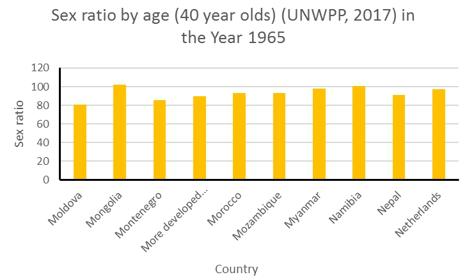 Sex ratio by age (40 year olds) (UNWPP, 2017) in
the Year 1965
120
100
80
60
40
20
0
Sex ratio
Moldova
Mongolia
Montenegro
More developed...
Morocco
Mozambique
Myanmar
Namibia
Nepal
Netherlands
Country